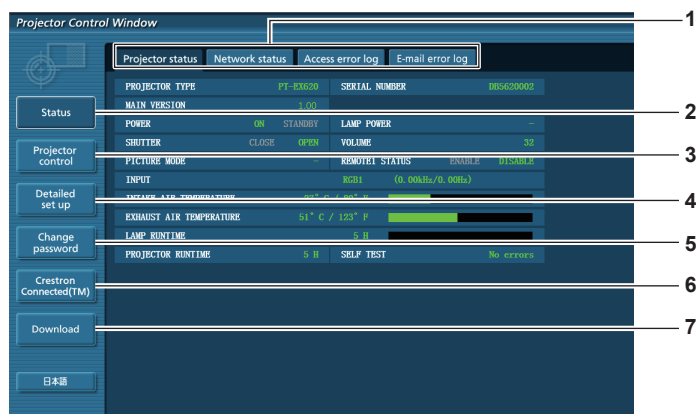 Projector Control Window
1
Projector status Network status Access error log E-mail error log
PROJECTOR TYPE PT-EX620 SERIAL NUMBER DB5620002
MAIN VERSION 1.00
Status
2
POWER ON STANDBY LAMP POWER -
SHUTTER CLOSE OPEN VOLUME 32
Projector
control
3
PICTURE MODE - REMOTE1 STATUS ENABLE DISABLE
INPUT RGB1 (0.00kHz/0.00Hz)
Detailed
set up
4
INTAKE AIR TEMPERATURE
EXHAUST AIR TEMPERATURE 51° C / 123° F
Change
password
5
LAMP RUNTIME 5 H
PROJECTOR RUNTIME 5 H SELF TEST No errors
Crestron
Connected(TM)
6
Download
7
日本語